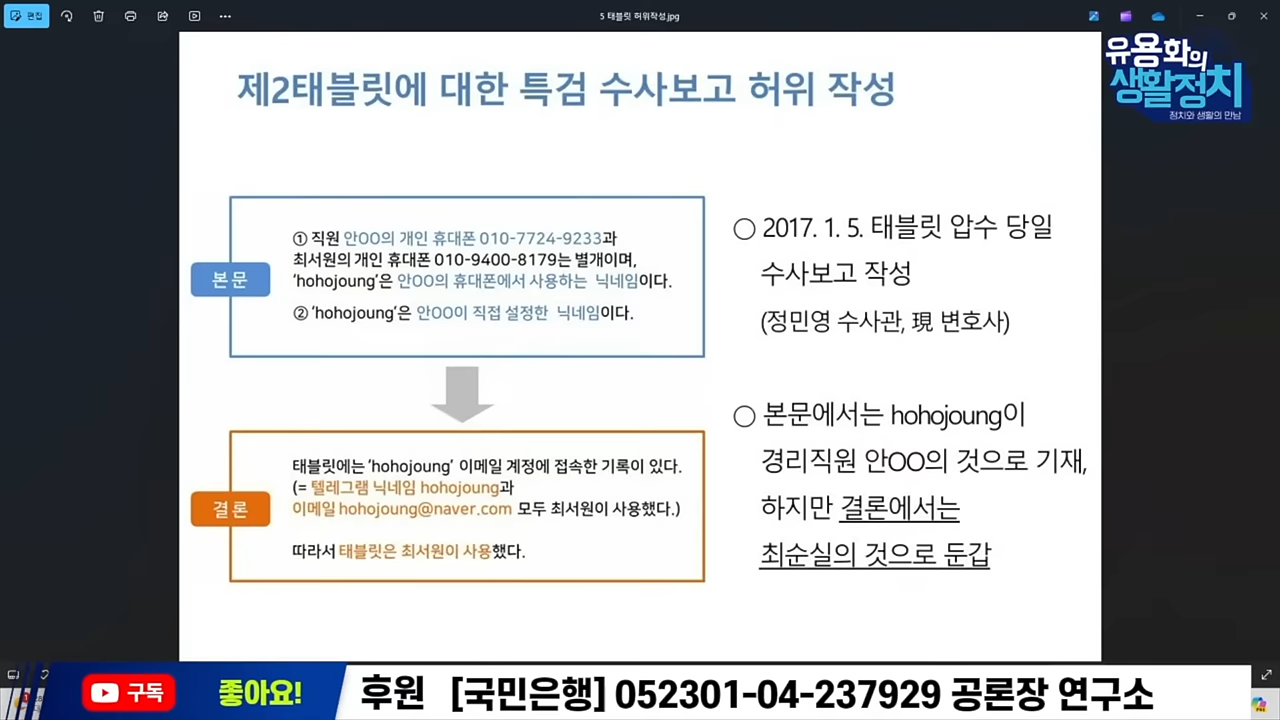 편집
5 태블릿 허위작성.jpg
유용화의
생활정치
정치와 생활의 만남
제2태블릿에 대한 특검 수사보고 허위 작성
본문
① 직원 안OO의 개인 휴대폰 010-7724-9233과
최서원의 개인 휴대폰 010-9400-8179는 별개이며,
‘hohojoung’은 안OO의 휴대폰에서 사용하는 닉네임이다.
② ‘hohojoung’은 안OO이 직접 설정한 닉네임이다.
결론
태블릿에는 ‘hohojoung’ 이메일 계정에 접속한 기록이 있다.
(= 텔레그램 닉네임 hohojoung과
이메일 hohojoung@naver.com 모두 최서원이 사용했다.)
따라서 태블릿은 최서원이 사용했다.
○ 2017. 1. 5. 태블릿 압수 당일
수사보고 작성
(정민영 수사관, 現 변호사)
○ 본문에서는 hohojoung이
경리직원 안OO의 것으로 기재,
하지만 결론에서는
최순실의 것으로 둔갑
구독
좋아요!
후원 [국민은행] 052301-04-237929 공론장 연구소